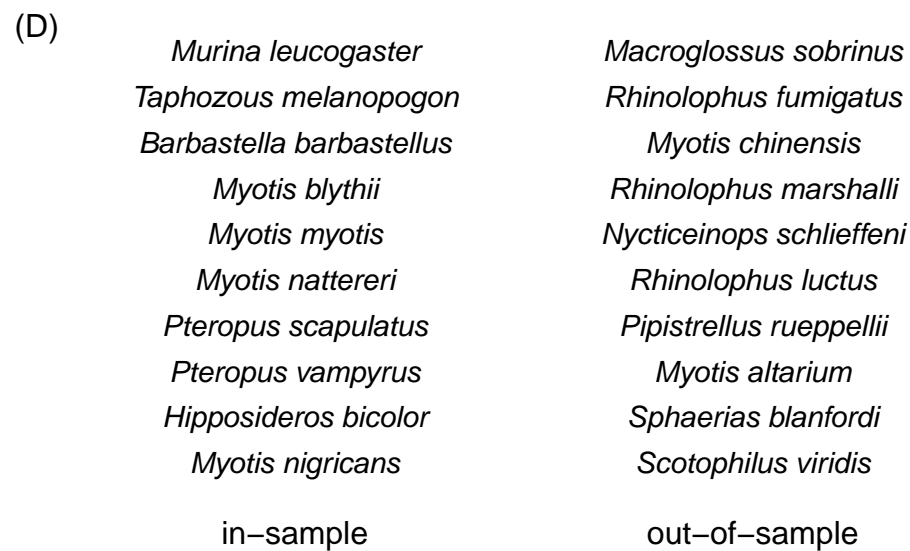 (D)
Murina leucogaster Macroglossus sobrinus
Taphozous melanopogon Rhinolophus fumigatus
Barbastella barbastellus Myotis chinensis
Myotis blythii Rhinolophus marshalli
Myotis myotis Nycticeinops schlieffeni
Myotis nattereri Rhinolophus luctus
Pteropus scapulatus Pipistrellus rueppellii
Pteropus vampyrus Myotis altarium
Hipposideros bicolor Sphaerias blanfordi
Myotis nigricans Scotophilus viridis
in−sample out−of−sample